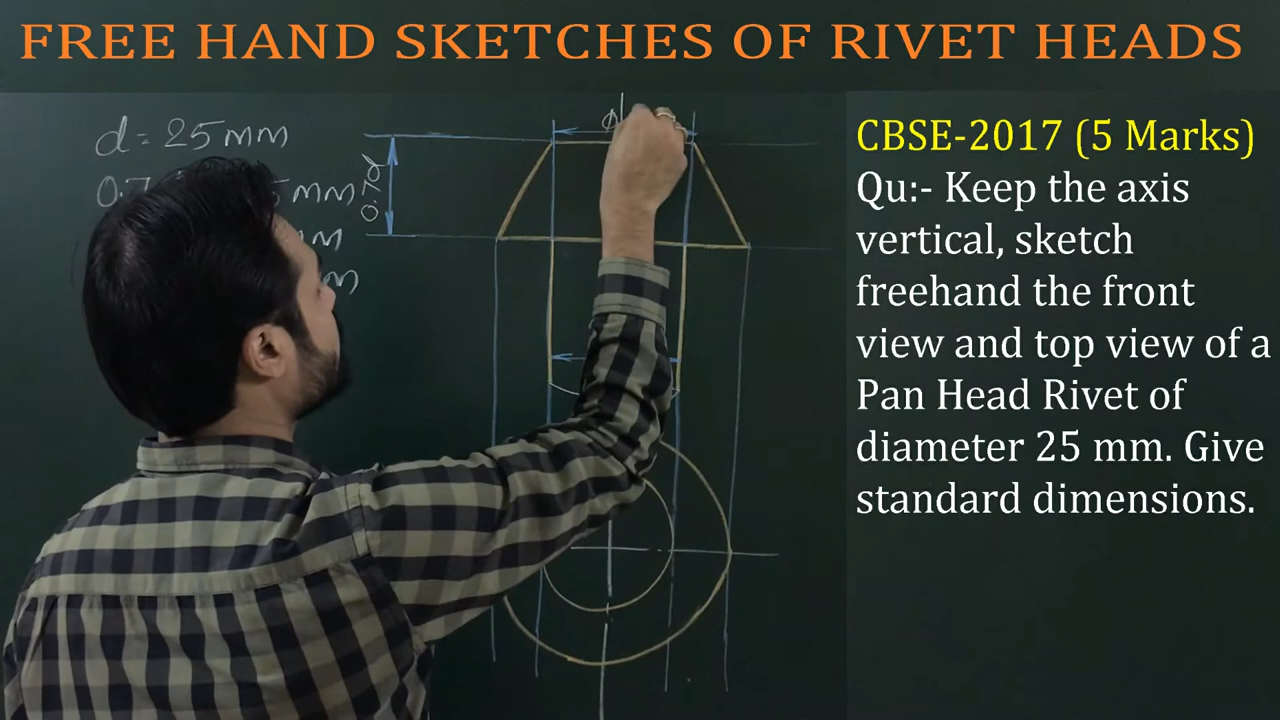 FREE HAND SKETCHES OF RIVET HEADS
d = 25 mm
mm
0.7d
mm
m
CBSE-2017 (5 Marks)
Qu:- Keep the axis
vertical, sketch
freehand the front
view and top view of a
Pan Head Rivet of
diameter 25 mm. Give
standard dimensions.